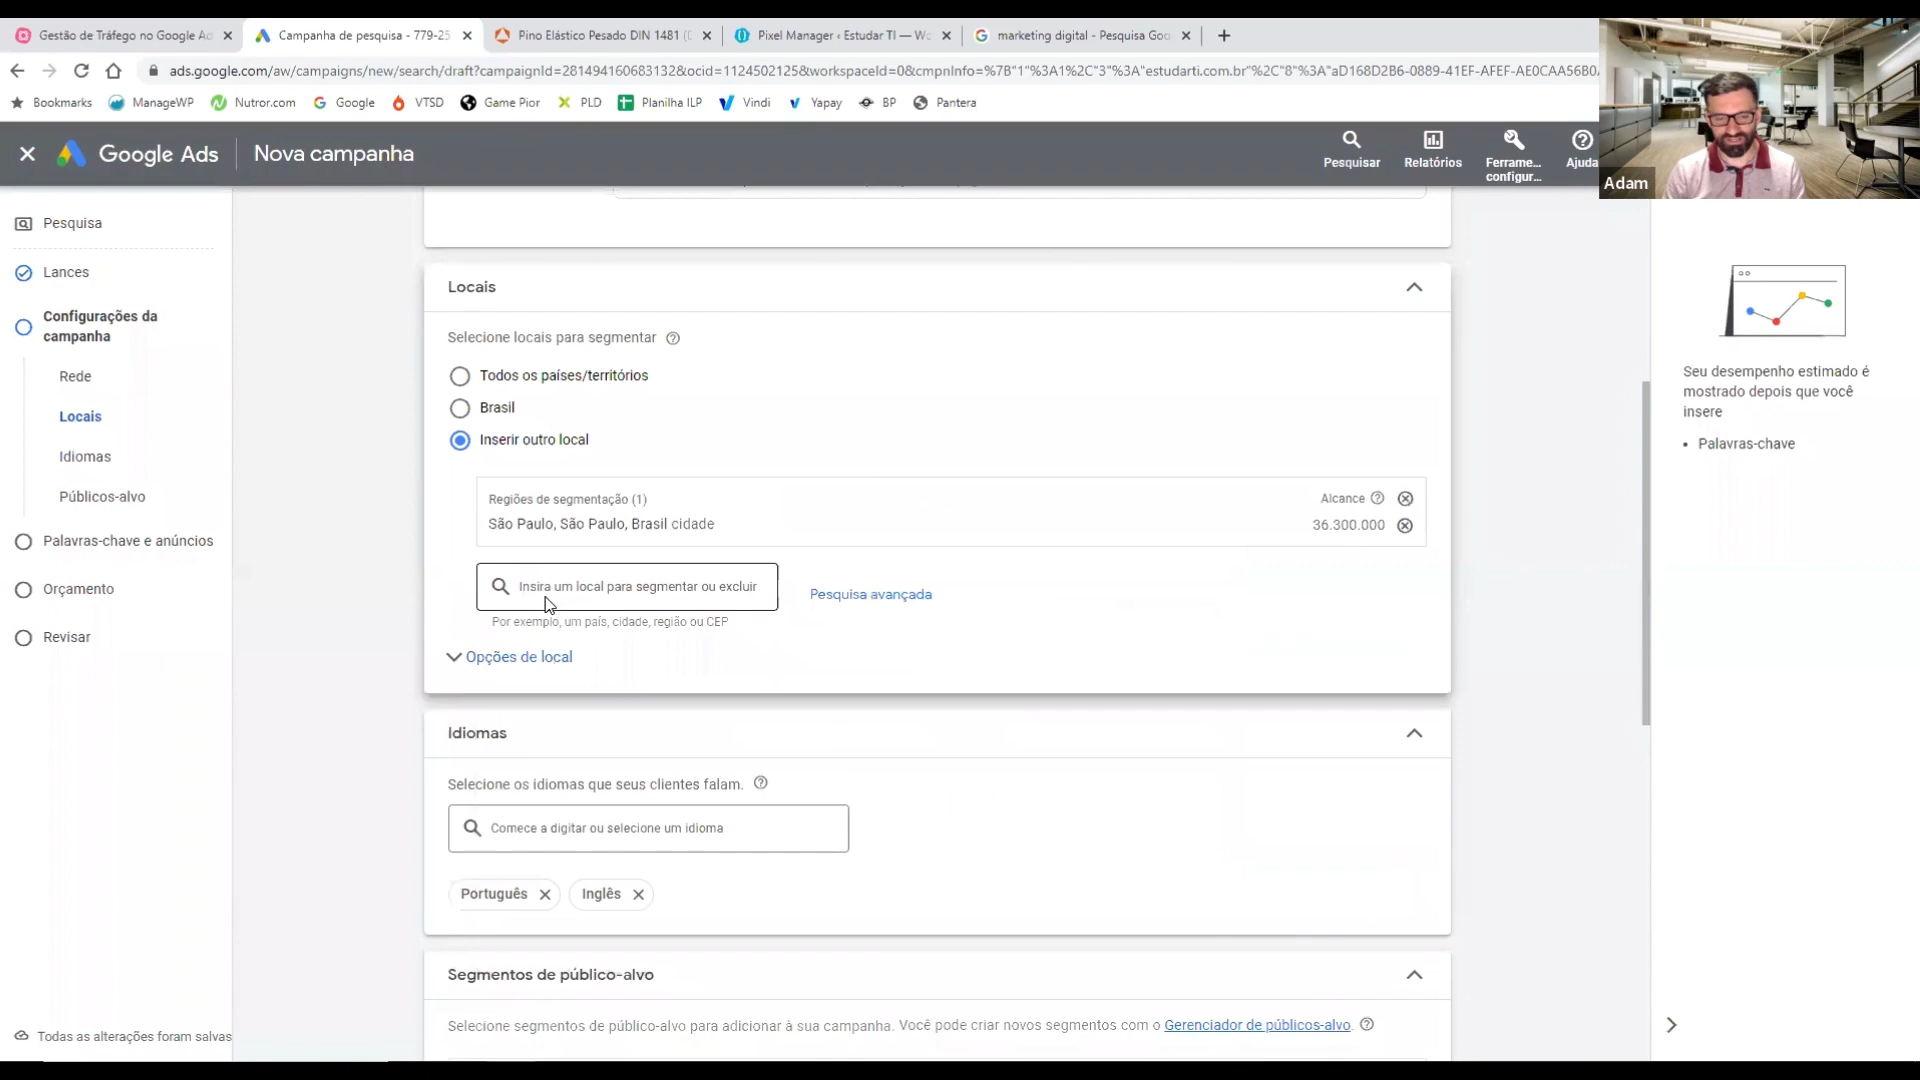 Gestão de Tráfego no Google Ad
Campanha de pesquisa - 779-25
Pino Elástico Pesado DIN 1481 (D
Pixel Manager ‹ Estudar TI — Wo
marketing digital - Pesquisa Goo
ads.google.com/aw/campaigns/new/search/draft?campaignId=281494160683132&ocid=1124502125&workspaceId=0&cmpnInfo=%7B"1"%3A1%2C"3"%3A"estudarti.com.br"%2C"8"%3A"aD168D2B6-0889-41EF-AFEF-AE0CAA56B0
Bookmarks
ManageWP
Nutror.com
Google
VTSD
Game Pior
PLD
Planilha ILP
Vindi
Yapay
BP
Pantera
Google Ads
Nova campanha
Pesquisar
Relatórios
Ferrame...
configur...
Ajuda
Adam
Pesquisa
Lances
Configurações da
campanha
Rede
Locais
Idiomas
Públicos-alvo
Palavras-chave e anúncios
Orçamento
Revisar
Todas as alterações foram salvas
Locais
Selecione locais para segmentar
Todos os países/territórios
Brasil
Inserir outro local
Regiões de segmentação (1)
Alcance
São Paulo, São Paulo, Brasil cidade
36.300.000
Insira um local para segmentar ou excluir
Pesquisa avançada
Por exemplo, um país, cidade, região ou CEP
Opções de local
Idiomas
Selecione os idiomas que seus clientes falam.
Comece a digitar ou selecione um idioma
Português
Inglês
Segmentos de público-alvo
Selecione segmentos de público-alvo para adicionar à sua campanha. Você pode criar novos segmentos com o Gerenciador de públicos-alvo.
Seu desempenho estimado é
mostrado depois que você
insere
• Palavras-chave